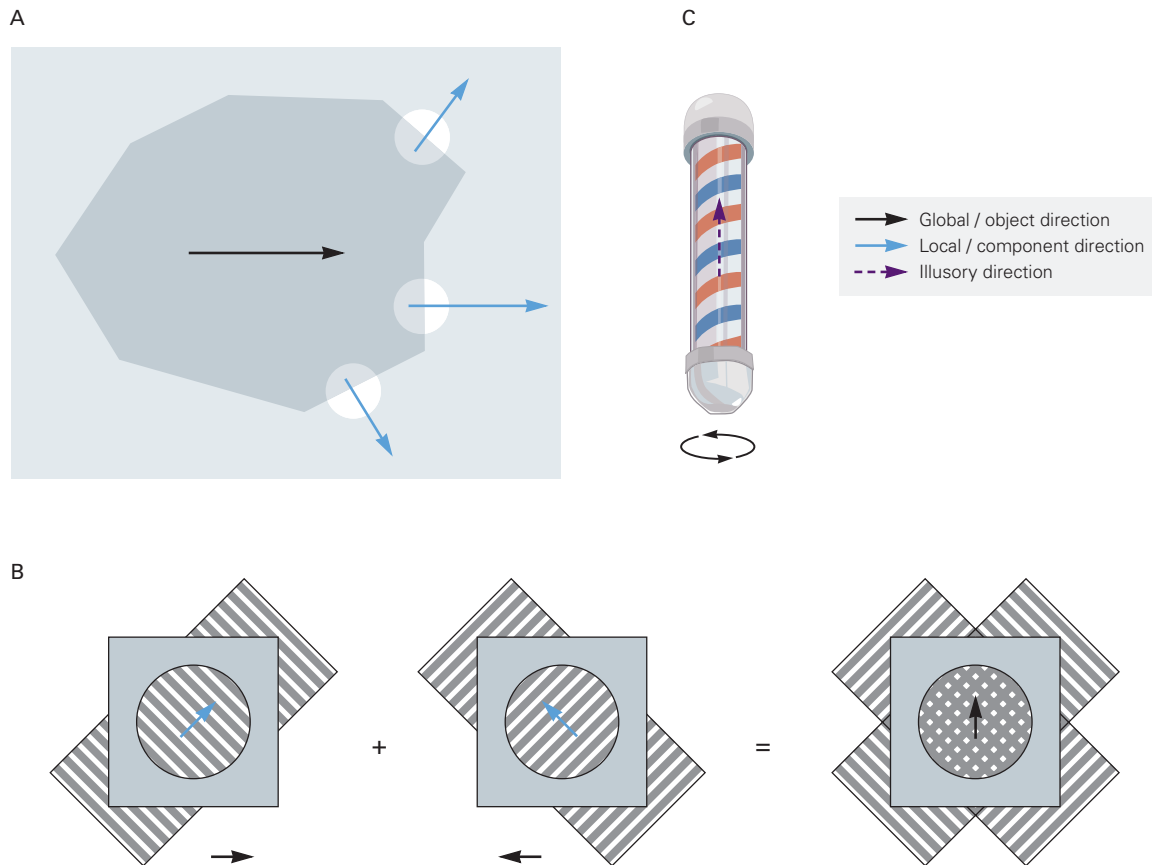 A
C
Global / object direction
Local / component direction
Illusory direction
B
+
=